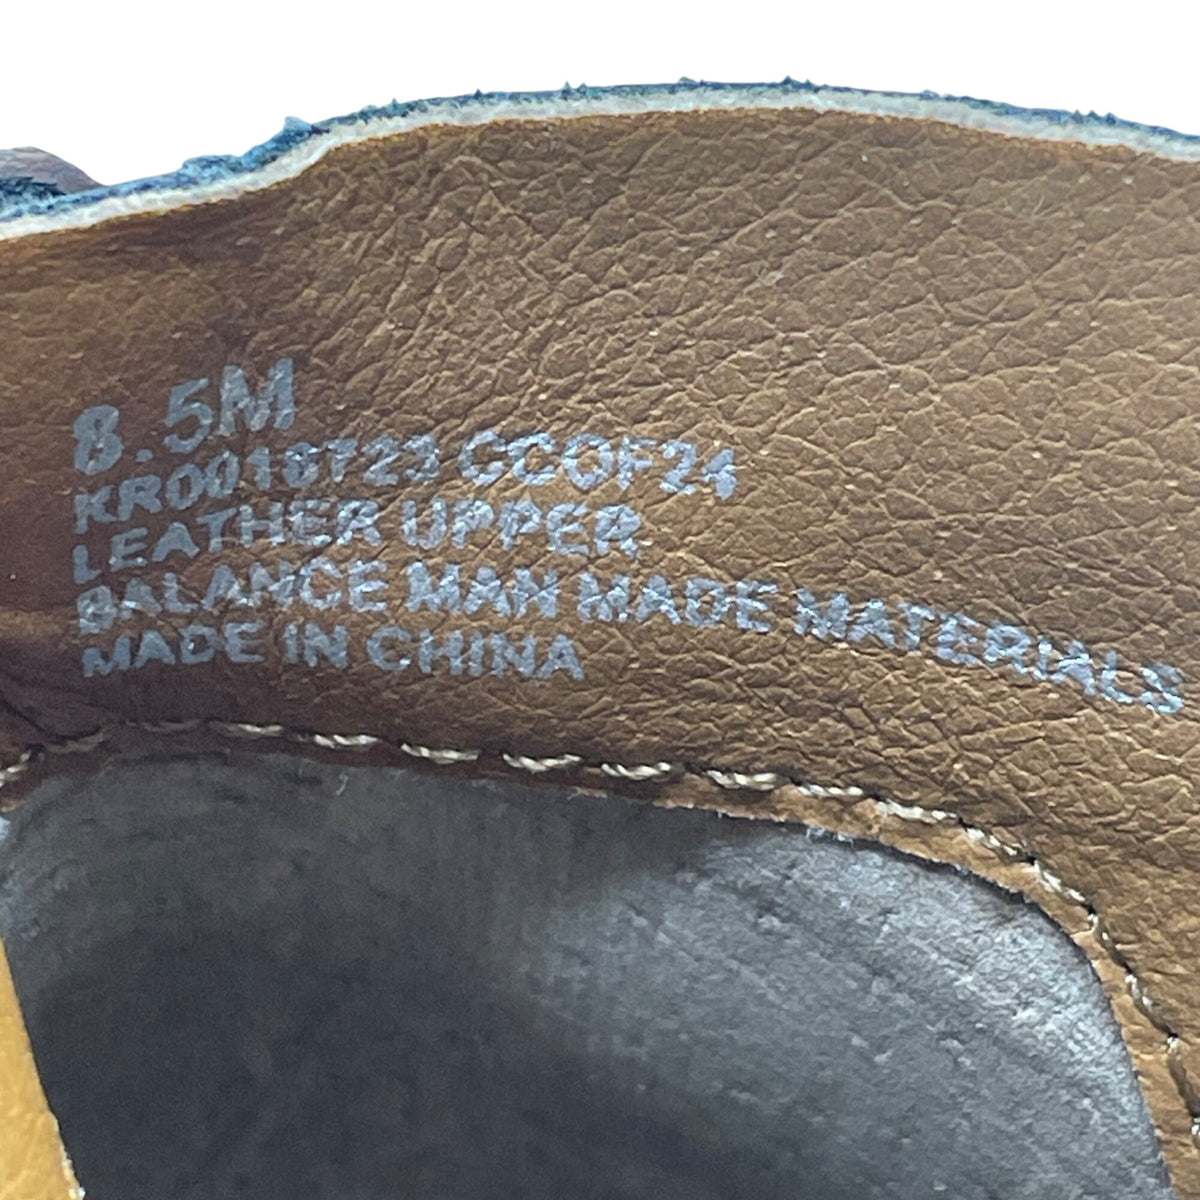 8.5M
KR0018723 CCOF24
LEATHER UPPER
BALANCE MAN MADE MATERIALS
MADE IN CHINA